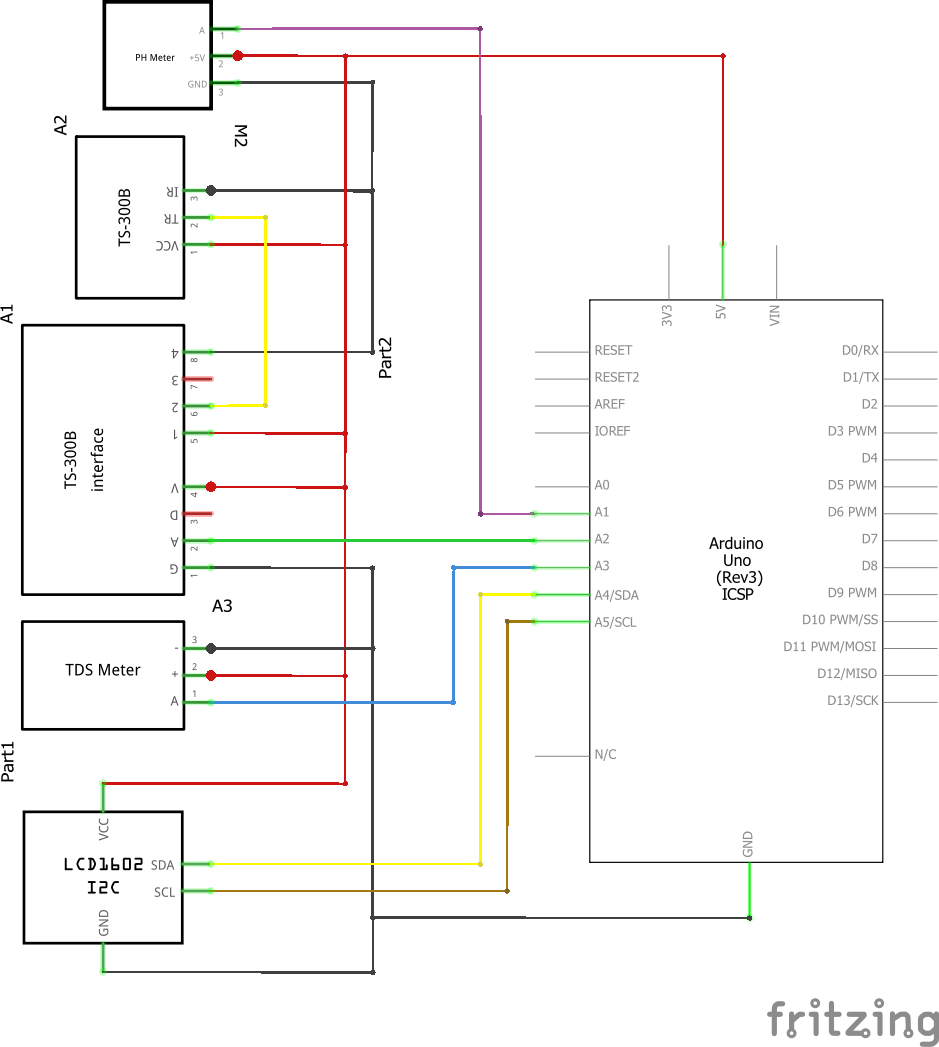 A
1
PH Meter
+5V
2
GND
3
A2
M2
TS-300B
IR
3
TR
2
VCC
1
A1
TS-300B
interface
4
8
3
7
2
6
1
5
V
4
D
3
A
2
G
1
Part2
A3
TDS Meter
-
3
+
2
A
1
Part1
VCC
LCD1602
I2C
SDA
SCL
GND
3V3
5V
VIN
RESET
RESET2
AREF
IOREF
A0
A1
A2
A3
A4/SDA
A5/SCL
N/C
Arduino
Uno
(Rev3)
ICSP
D0/RX
D1/TX
D2
D3 PWM
D4
D5 PWM
D6 PWM
D7
D8
D9 PWM
D10 PWM/SS
D11 PWM/MOSI
D12/MISO
D13/SCK
GND
fritzing